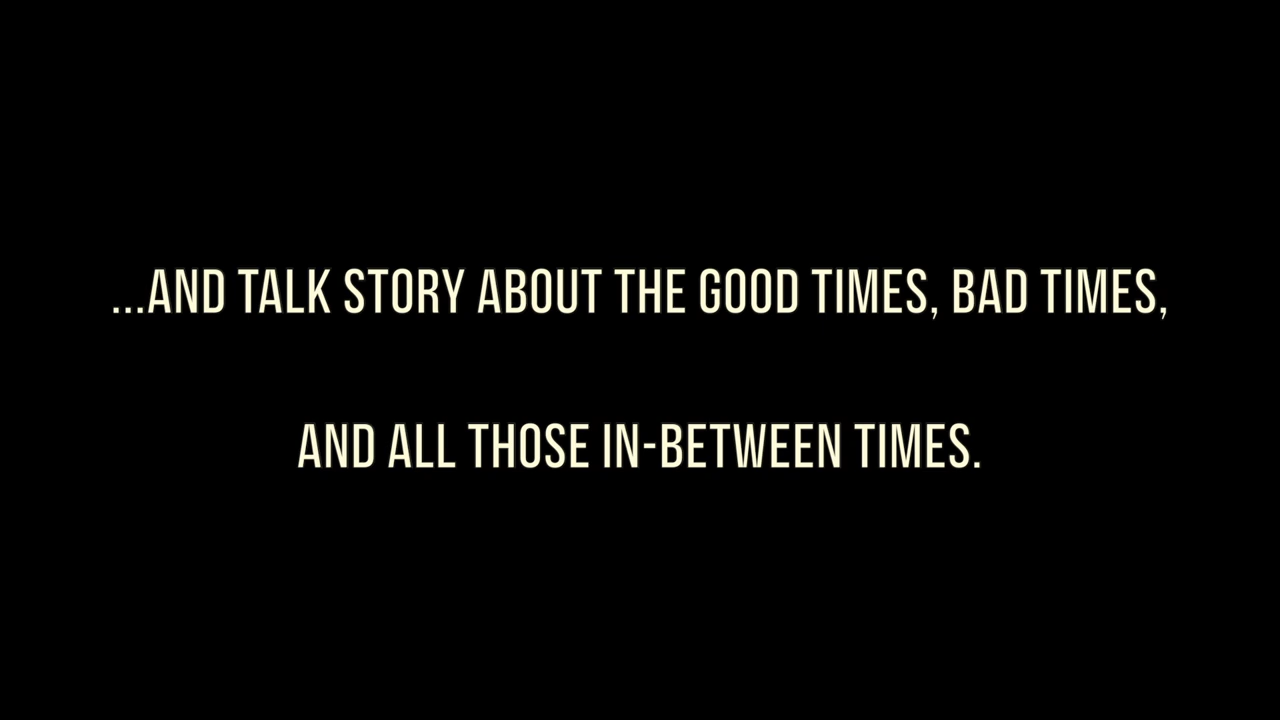 ...AND TALK STORY ABOUT THE GOOD TIMES, BAD TIMES,
AND ALL THOSE IN-BETWEEN TIMES.